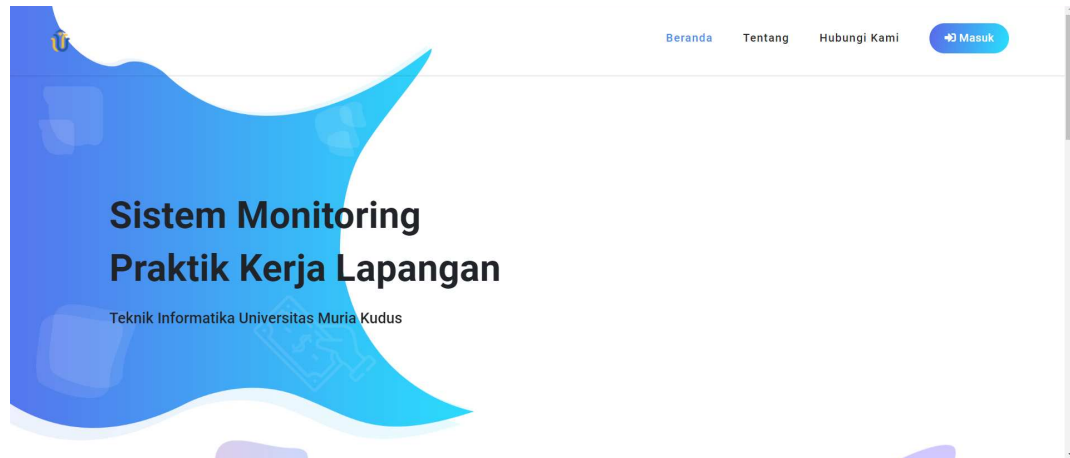 Beranda Tentang Hubungi Kami Masuk
Sistem Monitoring
Praktik Kerja Lapangan
Teknik Informatika Universitas Muria Kudus